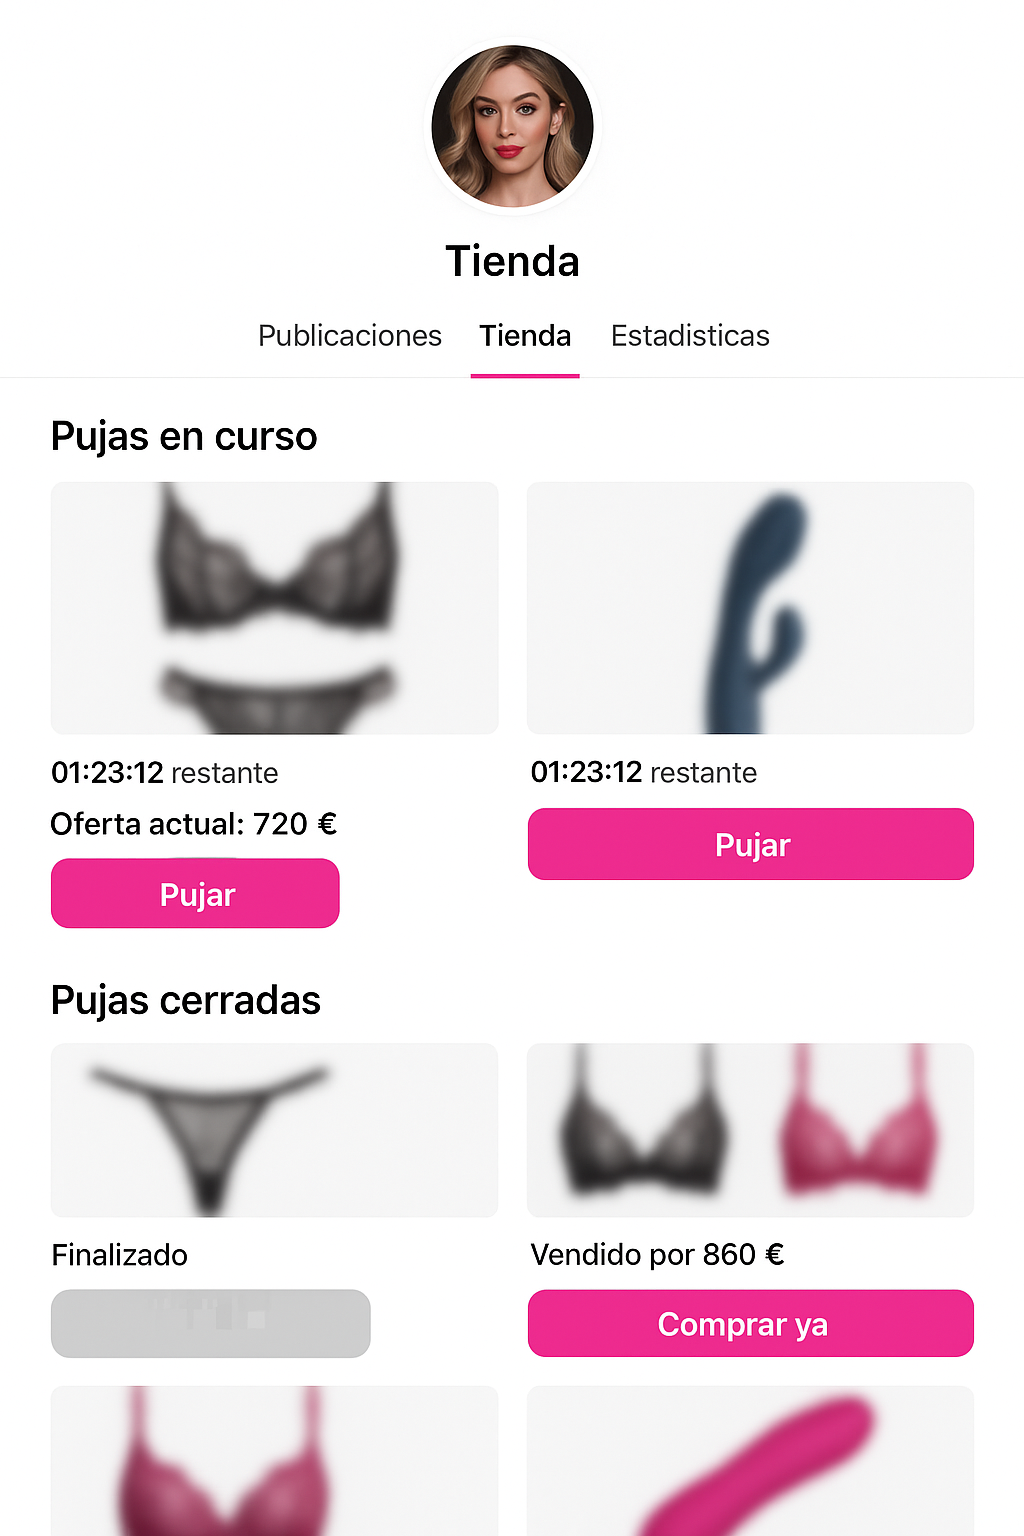 Tienda
Publicaciones Tienda Estadisticas
Pujas en curso
01:23:12 restante
Oferta actual: 720 €
Pujar
01:23:12 restante
Pujar
Pujas cerradas
Finalizado
Vendido por 860 €
Comprar ya